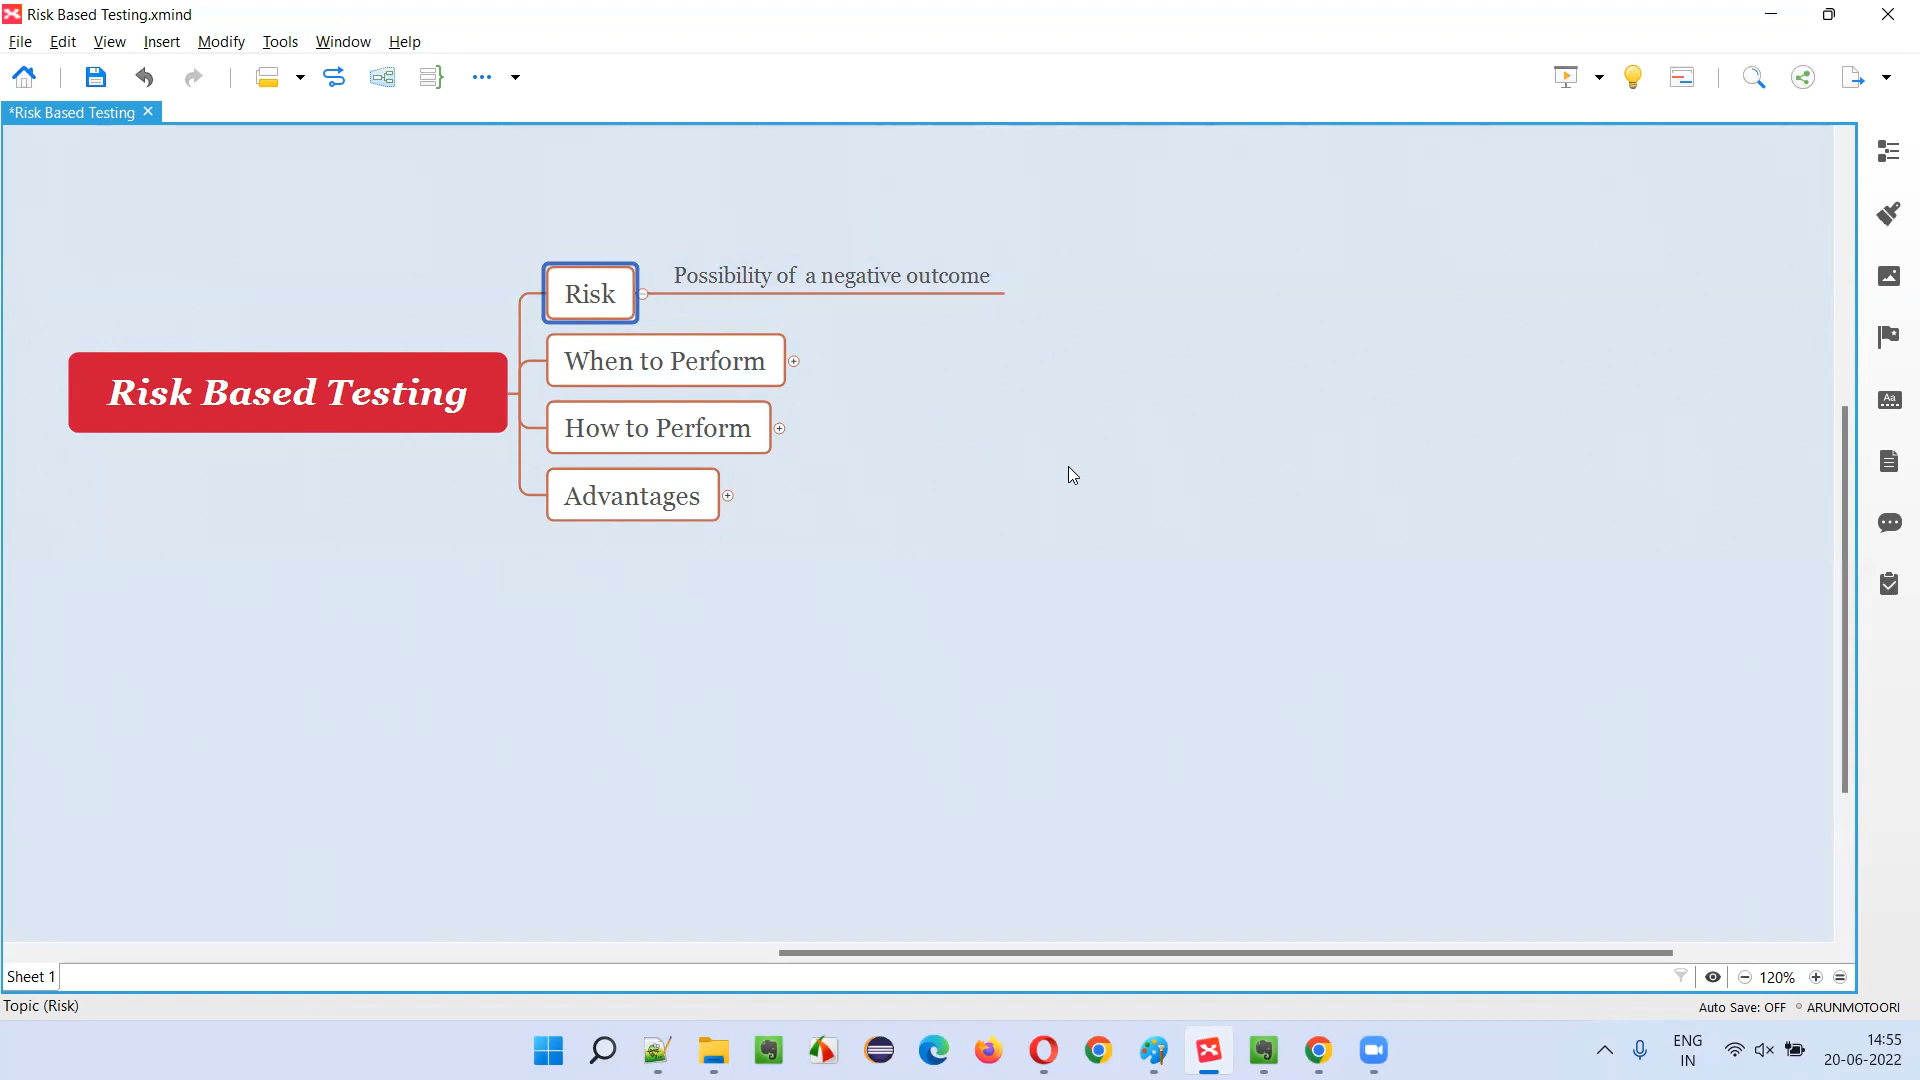 Risk Based Testing.xmind
File Edit View Insert Modify Tools Window Help
*Risk Based Testing
Risk
Possibility of  a negative outcome
When to Perform
Risk Based Testing
How to Perform
Advantages
Aa
Sheet 1
120%
Topic (Risk)
Auto Save: OFF
ARUNMOTOORI
ENG
IN
14:55
20-06-2022